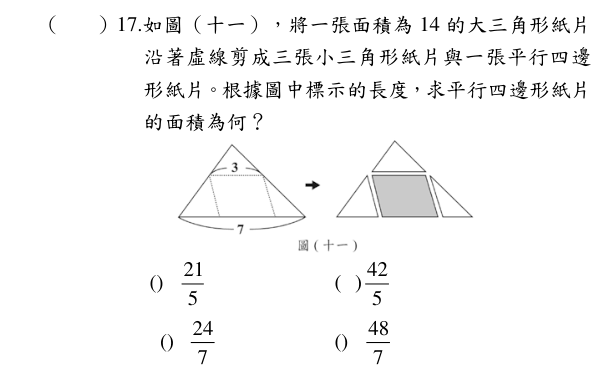 （　　）17.如圖（十一），將一張面積為 14 的大三角形紙片
沿著虛線剪成三張小三角形紙片與一張平行四邊
形紙片。根據圖中標示的長度，求平行四邊形紙片
的面積為何？
3
7
圖（十一）
() 21/5 ( ) 42/5
() 24/7 () 48/7